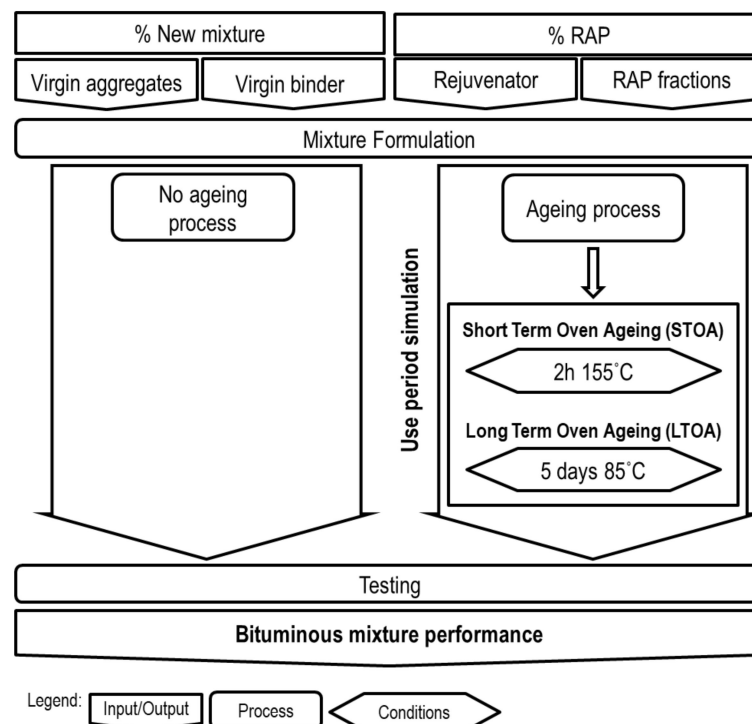 % New mixture
% RAP
Virgin aggregates
Virgin binder
Rejuvenator
RAP fractions
Mixture Formulation
No ageing
process
Use period simulation
Ageing process
Short Term Oven Ageing (STOA)
2h 155˚C
Long Term Oven Ageing (LTOA)
5 days 85˚C
Testing
Bituminous mixture performance
Legend:
Input/Output
Process
Conditions